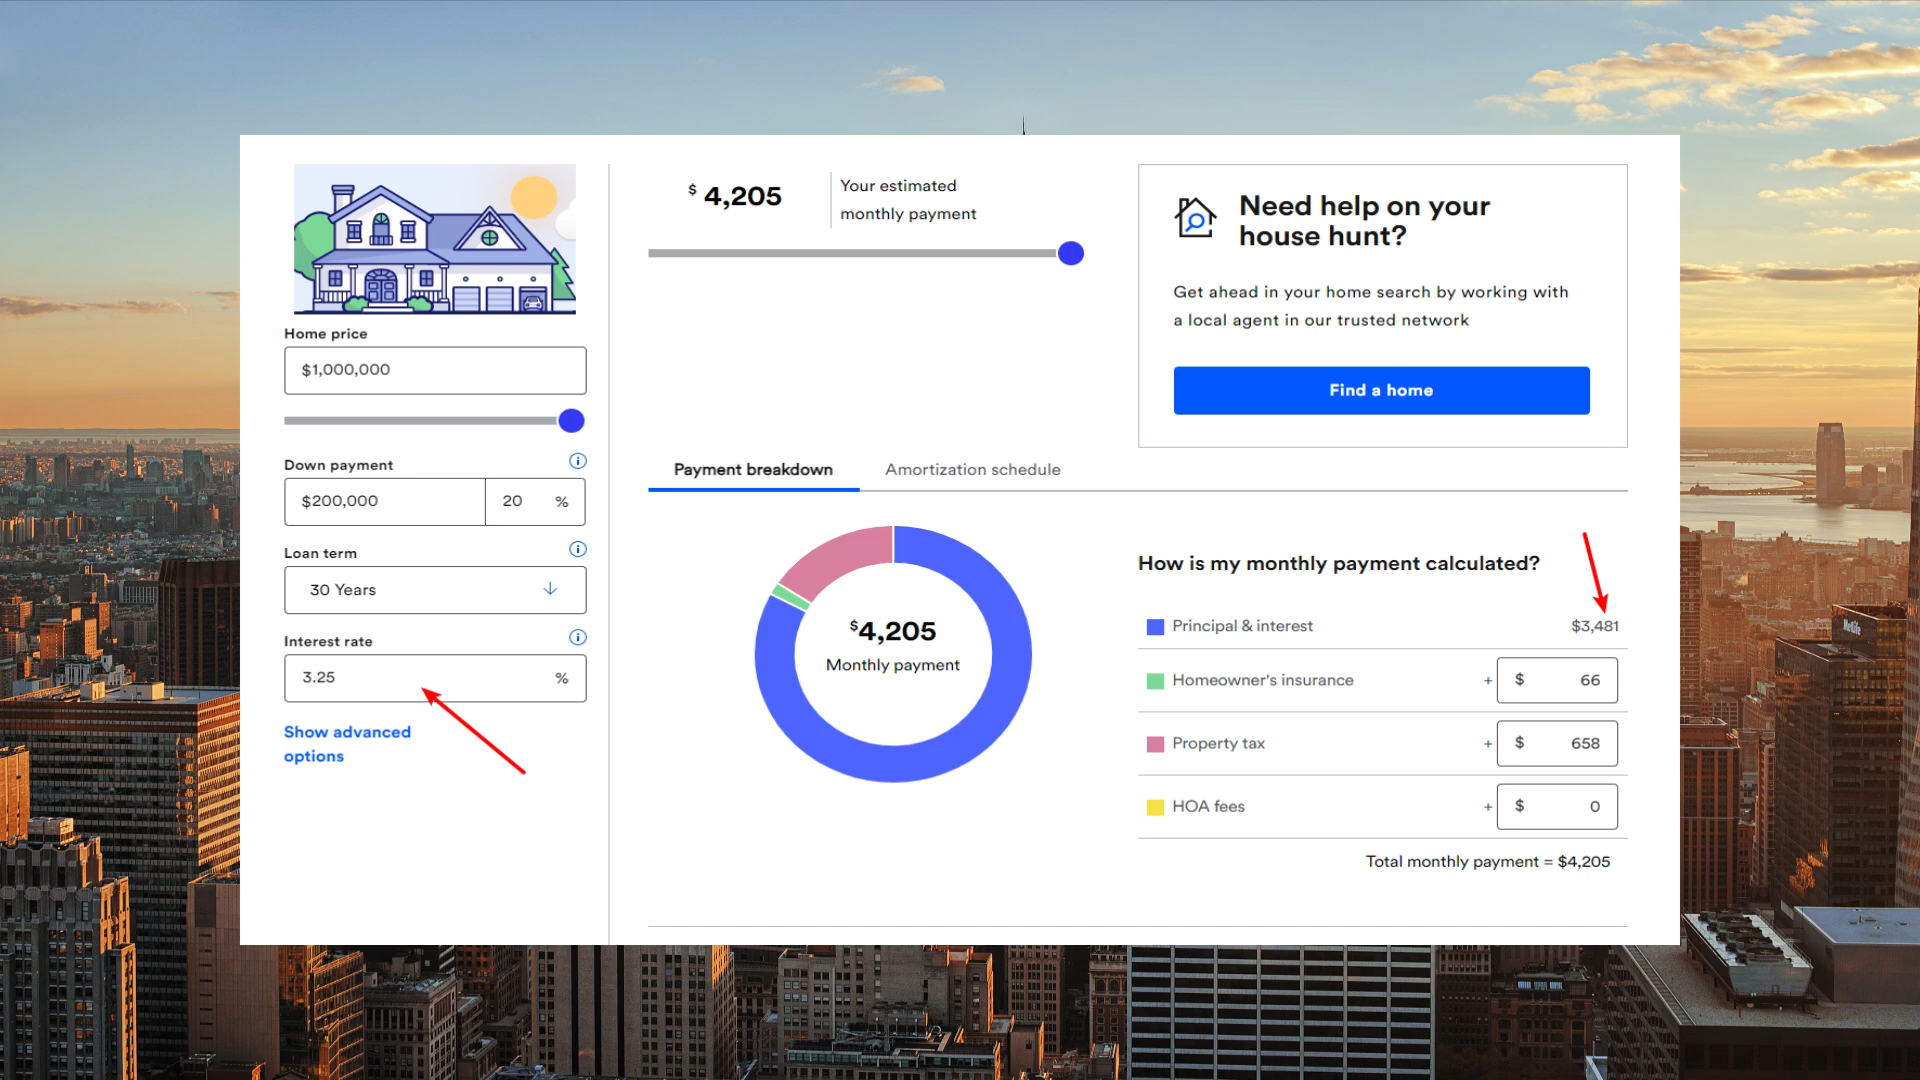 Home price
$1,000,000
Down payment
$200,000 20 %
Loan term
30 Years
Interest rate
3.25 %
Show advanced
options
$ 4,205
Your estimated
monthly payment
Need help on your
house hunt?
Get ahead in your home search by working with
a local agent in our trusted network
Find a home
Payment breakdown Amortization schedule
$4,205
Monthly payment
How is my monthly payment calculated?
Principal & interest $3,481
Homeowner's insurance + $ 66
Property tax + $ 658
HOA fees + $ 0
Total monthly payment = $4,205
MetLife